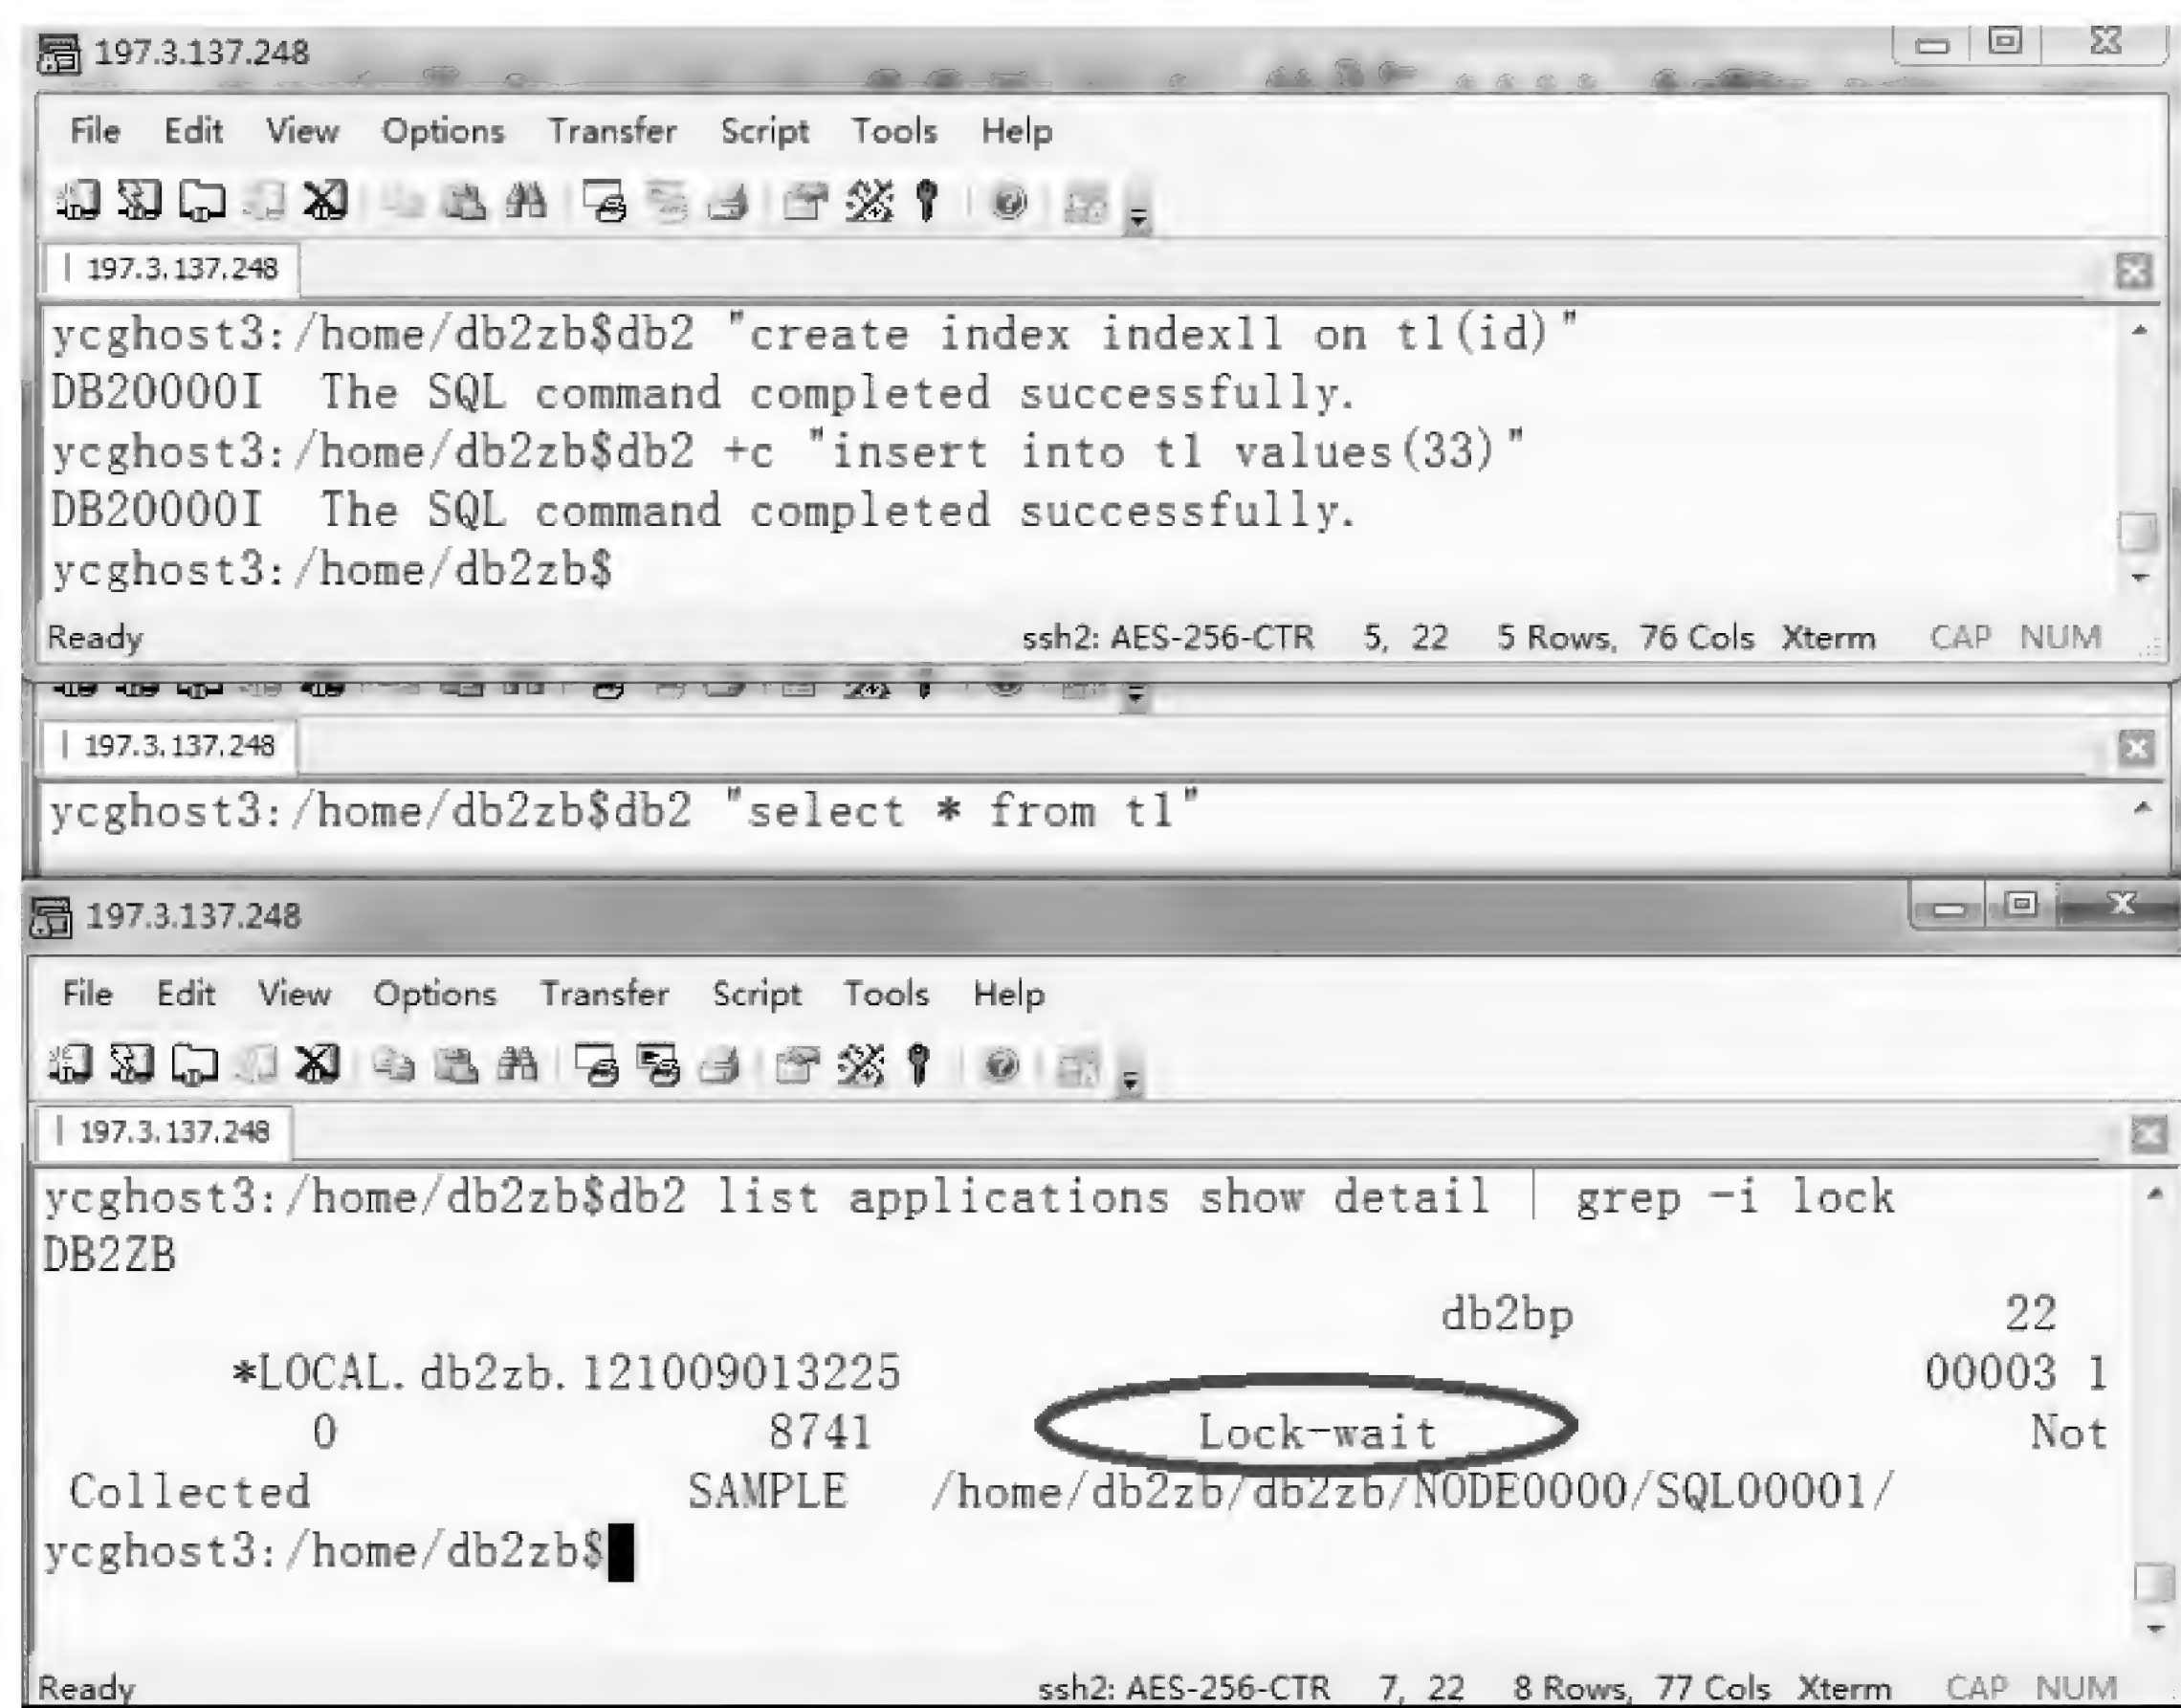 197.3.137.248
File Edit View Options Transfer Script Tools Help
197.3.137.248
ycghost3:/home/db2zb$db2 "create index index11 on t1(id)"
DB20000I The SQL command completed successfully.
ycghost3:/home/db2zb$db2 +c "insert into t1 values(33)"
DB20000I The SQL command completed successfully.
ycghost3:/home/db2zb$
Ready ssh2: AES-256-CTR 5, 22 5 Rows, 76 Cols Xterm CAP NUM
197.3.137.248
ycghost3:/home/db2zb$db2 "select * from t1"
197.3.137.248
File Edit View Options Transfer Script Tools Help
197.3.137.248
ycghost3:/home/db2zb$db2 list applications show detail | grep -i lock
DB2ZB
db2bp 22
*LOCAL.db2zb.121009013225 00003 1
0 8741 Lock-wait Not
Collected SAMPLE /home/db2zb/db2zb/NODE0000/SQL00001/
ycghost3:/home/db2zb$
Ready ssh2: AES-256-CTR 7, 22 8 Rows, 77 Cols Xterm CAP NUM